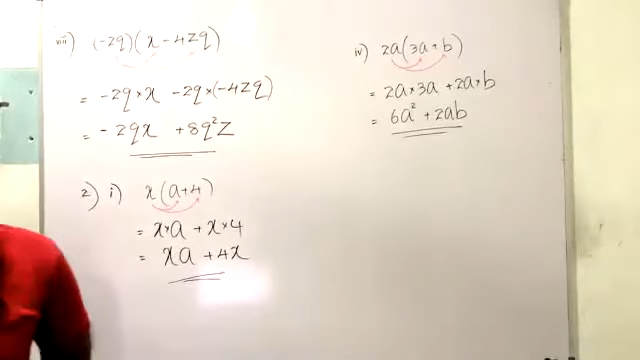 viii) (-2q)(x - 4zq)
= -2q × x -2q × (-4zq)
= -2qx + 8q²z
2) i) x(a+4)
= x × a + x × 4
= xa + 4x
iv) 2a(3a+b)
= 2a × 3a + 2a × b
= 6a² + 2ab